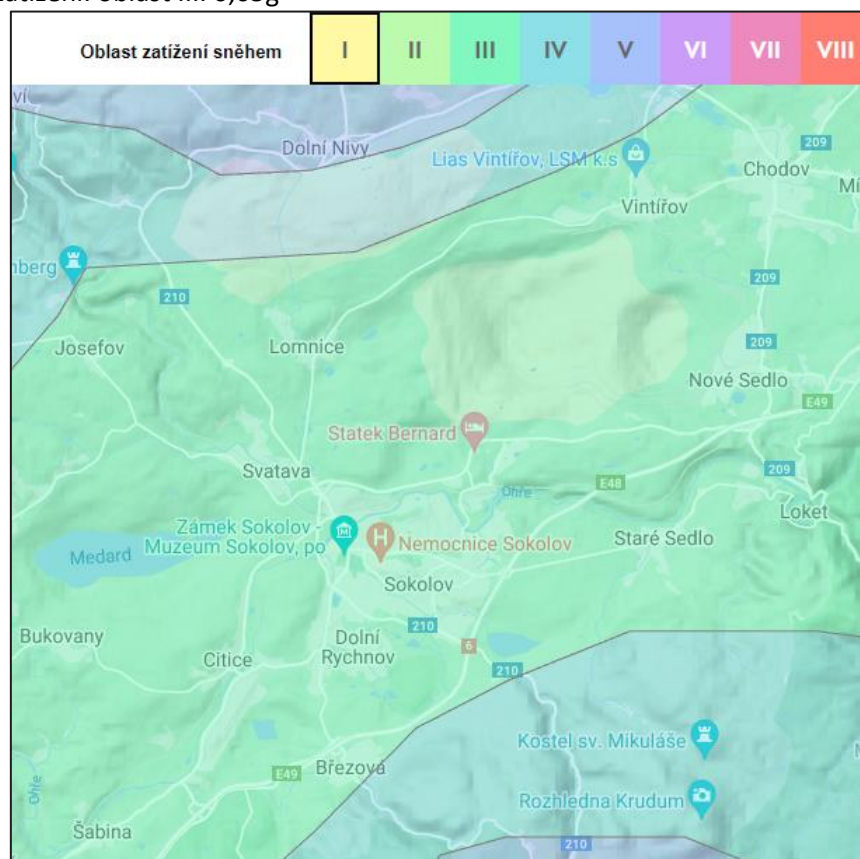 Oblast zatížení sněhem I II III IV V VI VII VIII
Dolní Nivy
209
Lias Vintířov, LSM k.s
Chodov
Vintířov
209
210
Josefov
Lomnice
209
Nové Sedlo
E49
Statek Bernard
Svatava
209
E48
Ohře
Loket
Zámek Sokolov -
Muzeum Sokolov, po
Nemocnice Sokolov
Staré Sedlo
Medard
Sokolov
210
Bukovany
Dolní
Rychnov
Citice
6
210
Kostel sv. Mikuláše
Březová
E49
Ohře
Rozhledna Krudum
Šabina
210